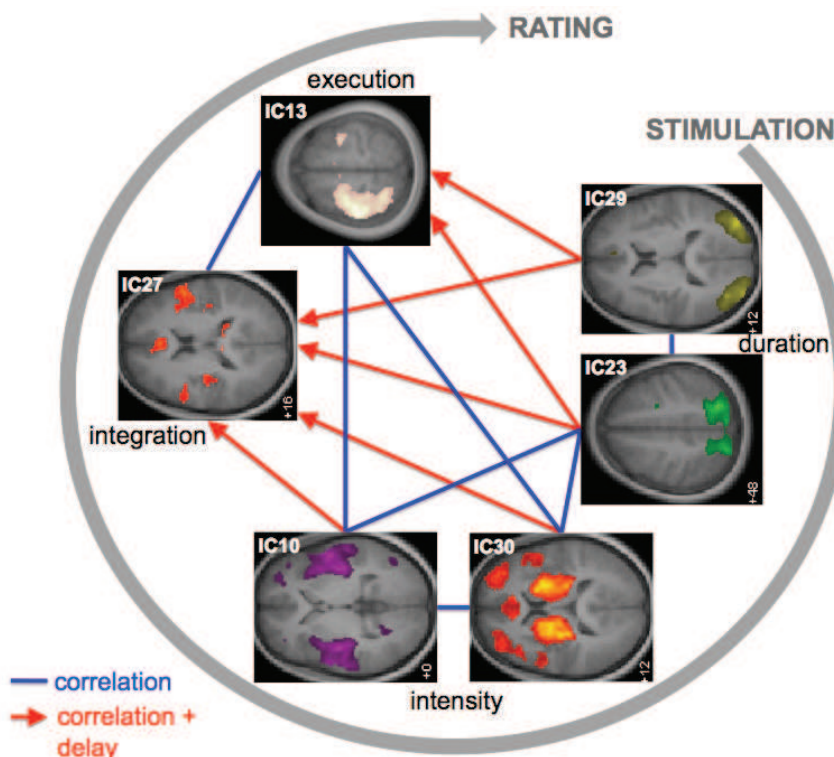 RATING
execution
IC13
STIMULATION
IC29
+12
IC27
+16
duration
IC23
+48
integration
IC10
+0
IC30
+12
intensity
correlation
correlation +
delay